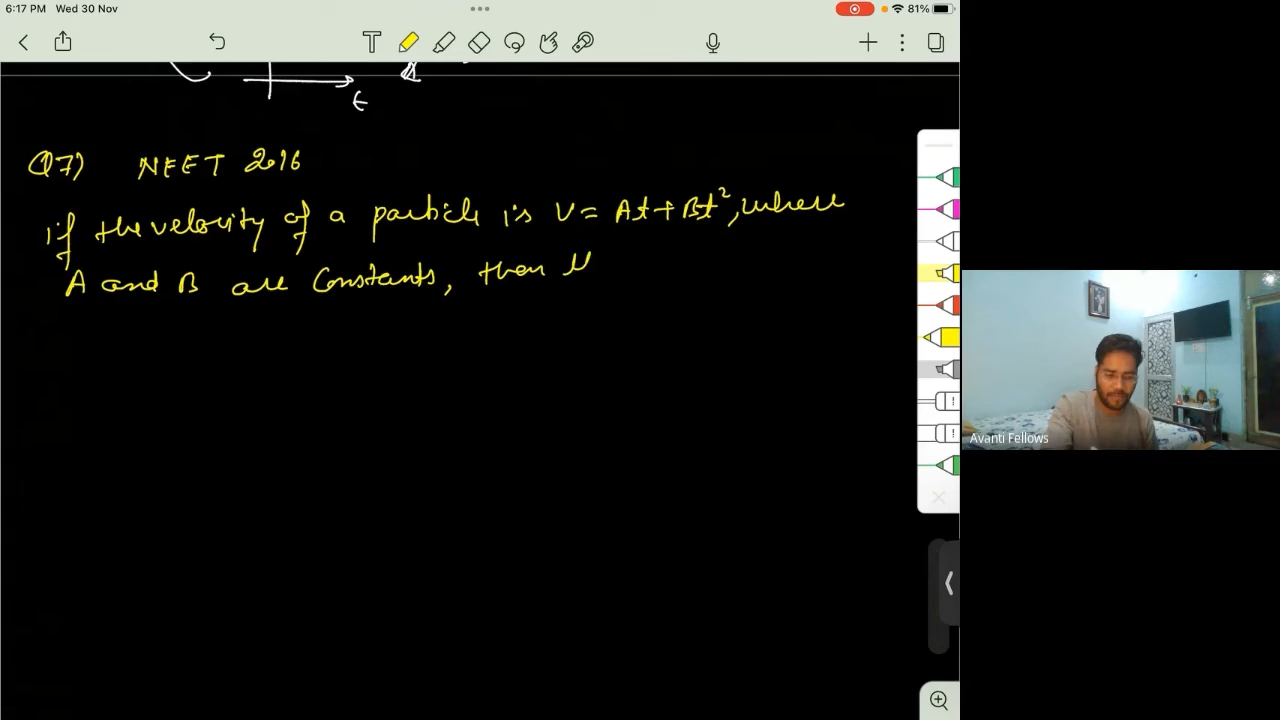 6:17 PM Wed 30 Nov
81%
t
Q7) NEET 2016
if the velocity of a particle is V = At + Bt², where
A and B are Constants, then
Avanti Fellows